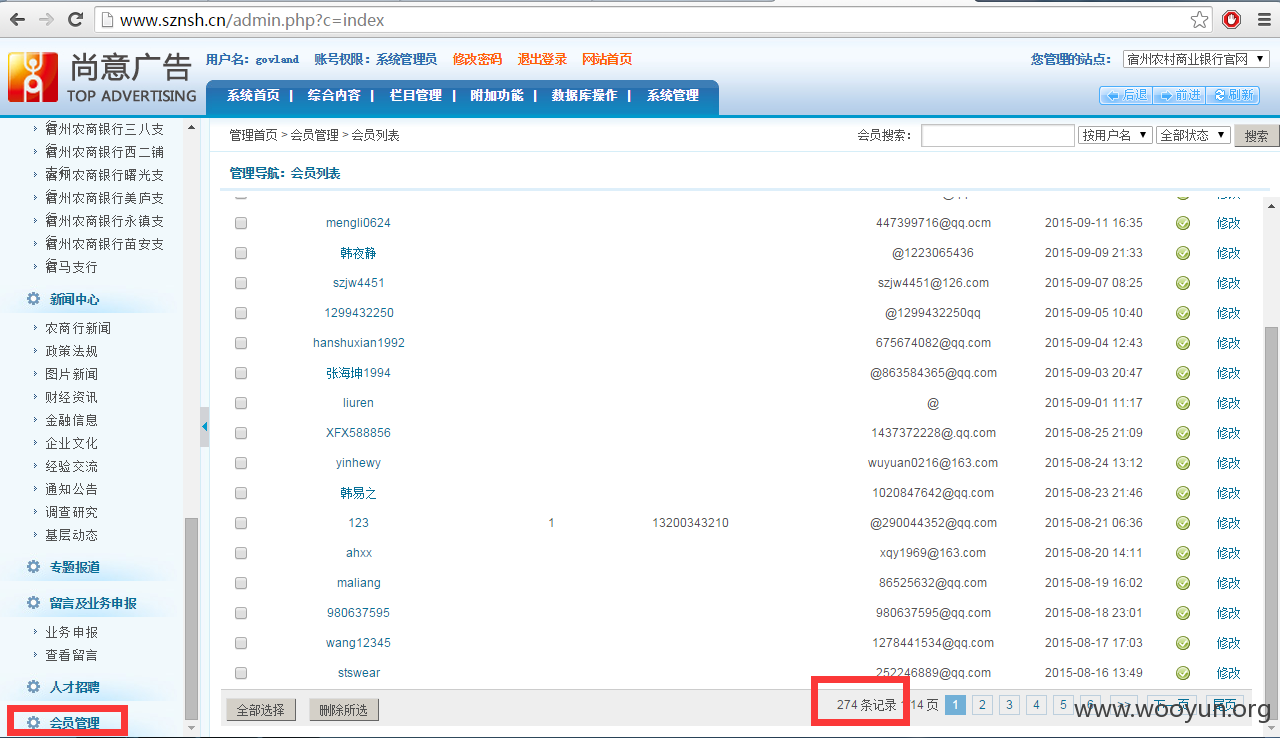 www.sznsh.cn/admin.php?c=index
尚意广告
TOP ADVERTISING
用户名：govland 账号权限：系统管理员 修改密码 退出登录 网站首页
您管理的站点： 宿州农村商业银行官网
系统首页 | 综合内容 | 栏目管理 | 附加功能 | 数据库操作 | 系统管理
后退 前进 刷新
宿州农商银行三八支
宿州农商银行西二铺
宿州农商银行曙光支
宿州农商银行美庐支
宿州农商银行永镇支
宿州农商银行苗安支
宿马支行
新闻中心
农商行新闻
政策法规
图片新闻
财经资讯
金融信息
企业文化
经验交流
通知公告
调查研究
基层动态
专题报道
留言及业务申报
业务申报
查看留言
人才招聘
会员管理
管理首页 > 会员管理 > 会员列表
会员搜索： 按用户名 全部状态 搜索
管理导航：会员列表
mengli0624 447399716@qq.ocm 2015-09-11 16:35 修改
韩夜静 @1223065436 2015-09-09 21:33 修改
szjw4451 szjw4451@126.com 2015-09-07 08:25 修改
1299432250 @1299432250qq 2015-09-05 10:40 修改
hanshuxian1992 675674082@qq.com 2015-09-04 12:43 修改
张海坤1994 @863584365@qq.com 2015-09-03 20:47 修改
liuren @ 2015-09-01 11:17 修改
XFX588856 1437372228@.qq.com 2015-08-25 21:09 修改
yinhewy wuyuan0216@163.com 2015-08-24 13:12 修改
韩易之 1020847642@qq.com 2015-08-23 21:46 修改
123 1 13200343210 @290044352@qq.com 2015-08-21 06:36 修改
ahxx xqy1969@163.com 2015-08-20 14:11 修改
maliang 86525632@qq.com 2015-08-19 16:02 修改
980637595 980637595@qq.com 2015-08-18 23:01 修改
wang12345 1278441534@qq.com 2015-08-17 17:03 修改
stswear 252246889@qq.com 2015-08-16 13:49 修改
全部选择 删除所选 274 条记录 14 页 1 2 3 4 5 6 下一页 尾页
www.wooyun.org